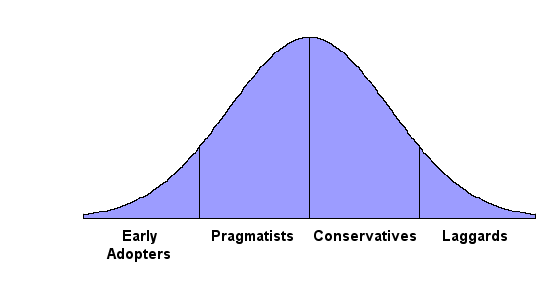 Early Adopters
Pragmatists
Conservatives
Laggards